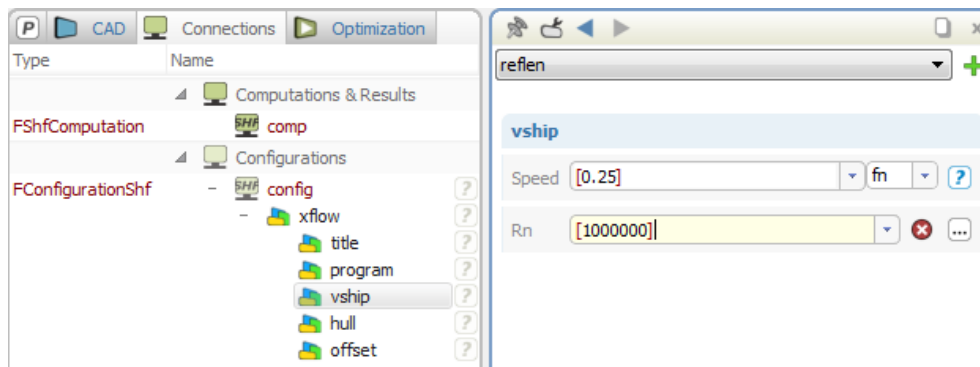 P CAD Connections Optimization
Type Name
Computations & Results
FShfComputation SHF comp
Configurations
FConfigurationShf SHF config ?
xflow ?
title ?
program ?
vship ?
hull ?
offset ?
reflen
vship
Speed [0.25] fn ?
Rn [1000000] ...